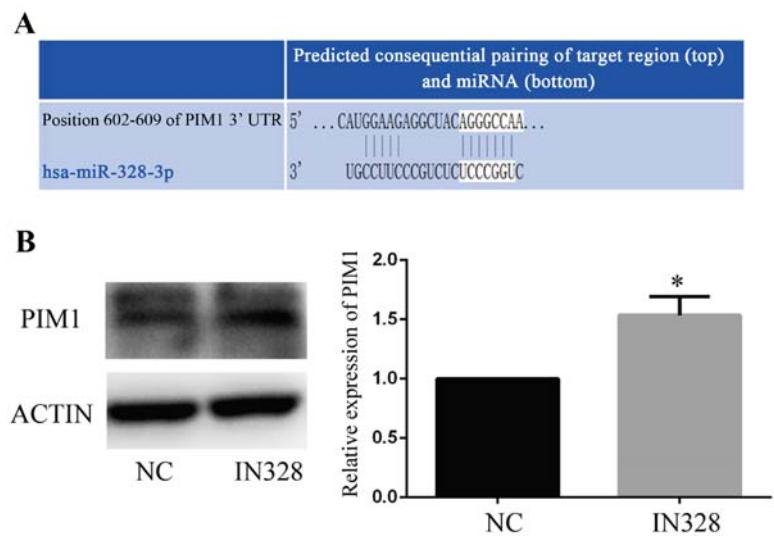 A
Predicted consequential pairing of target region (top)
and miRNA (bottom)
Position 602-609 of PIM1 3' UTR 5' ...CAUGGAAGAGGCUACAGGGCCAA...
hsa-miR-328-3p 3' UGCCUUCCCGUCUCUCCCGGUC
B
PIM1
ACTIN
NC IN328
Relative expression of PIM1
2.0
1.5
1.0
0.5
0.0
*
NC IN328